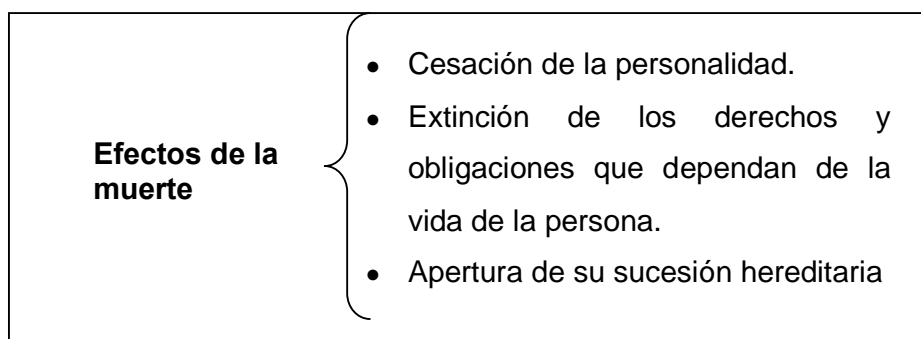 Efectos de la
muerte
● Cesación de la personalidad.
● Extinción de los derechos y
obligaciones que dependan de la
vida de la persona.
● Apertura de su sucesión hereditaria